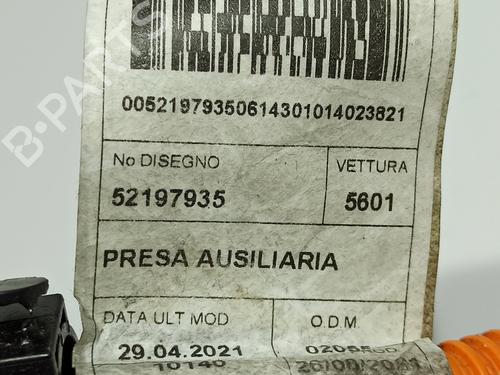 00521979350614301014023821
No DISEGNO
VETTURA
52197935
5601
PRESA AUSILIARIA
DATA ULT MOD
O.D.M.
29.04.2021
B-PARTS